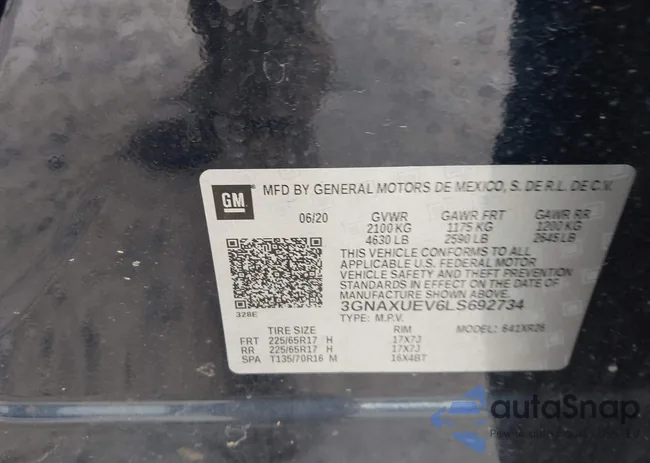 GM
MFD BY GENERAL MOTORS DE MEXICO, S. DE R.L. DE C.V.
06/20 GVWR GAWR FRT GAWR RR
2100 KG 1175 KG 1200 KG
4630 LB 2590 LB 2645 LB
THIS VEHICLE CONFORMS TO ALL
APPLICABLE U.S. FEDERAL MOTOR
VEHICLE SAFETY AND THEFT PREVENTION
STANDARDS IN EFFECT ON THE DATE OF
MANUFACTURE SHOWN ABOVE.
328E
3GNAXUEV6LS692734
TYPE: M.P.V. MODEL: 641XR26
TIRE SIZE RIM
FRT 225/65R17 H 17X7J
RR 225/65R17 H 17X7J
SPA T135/70R16 M 16X4BT
autaSnap